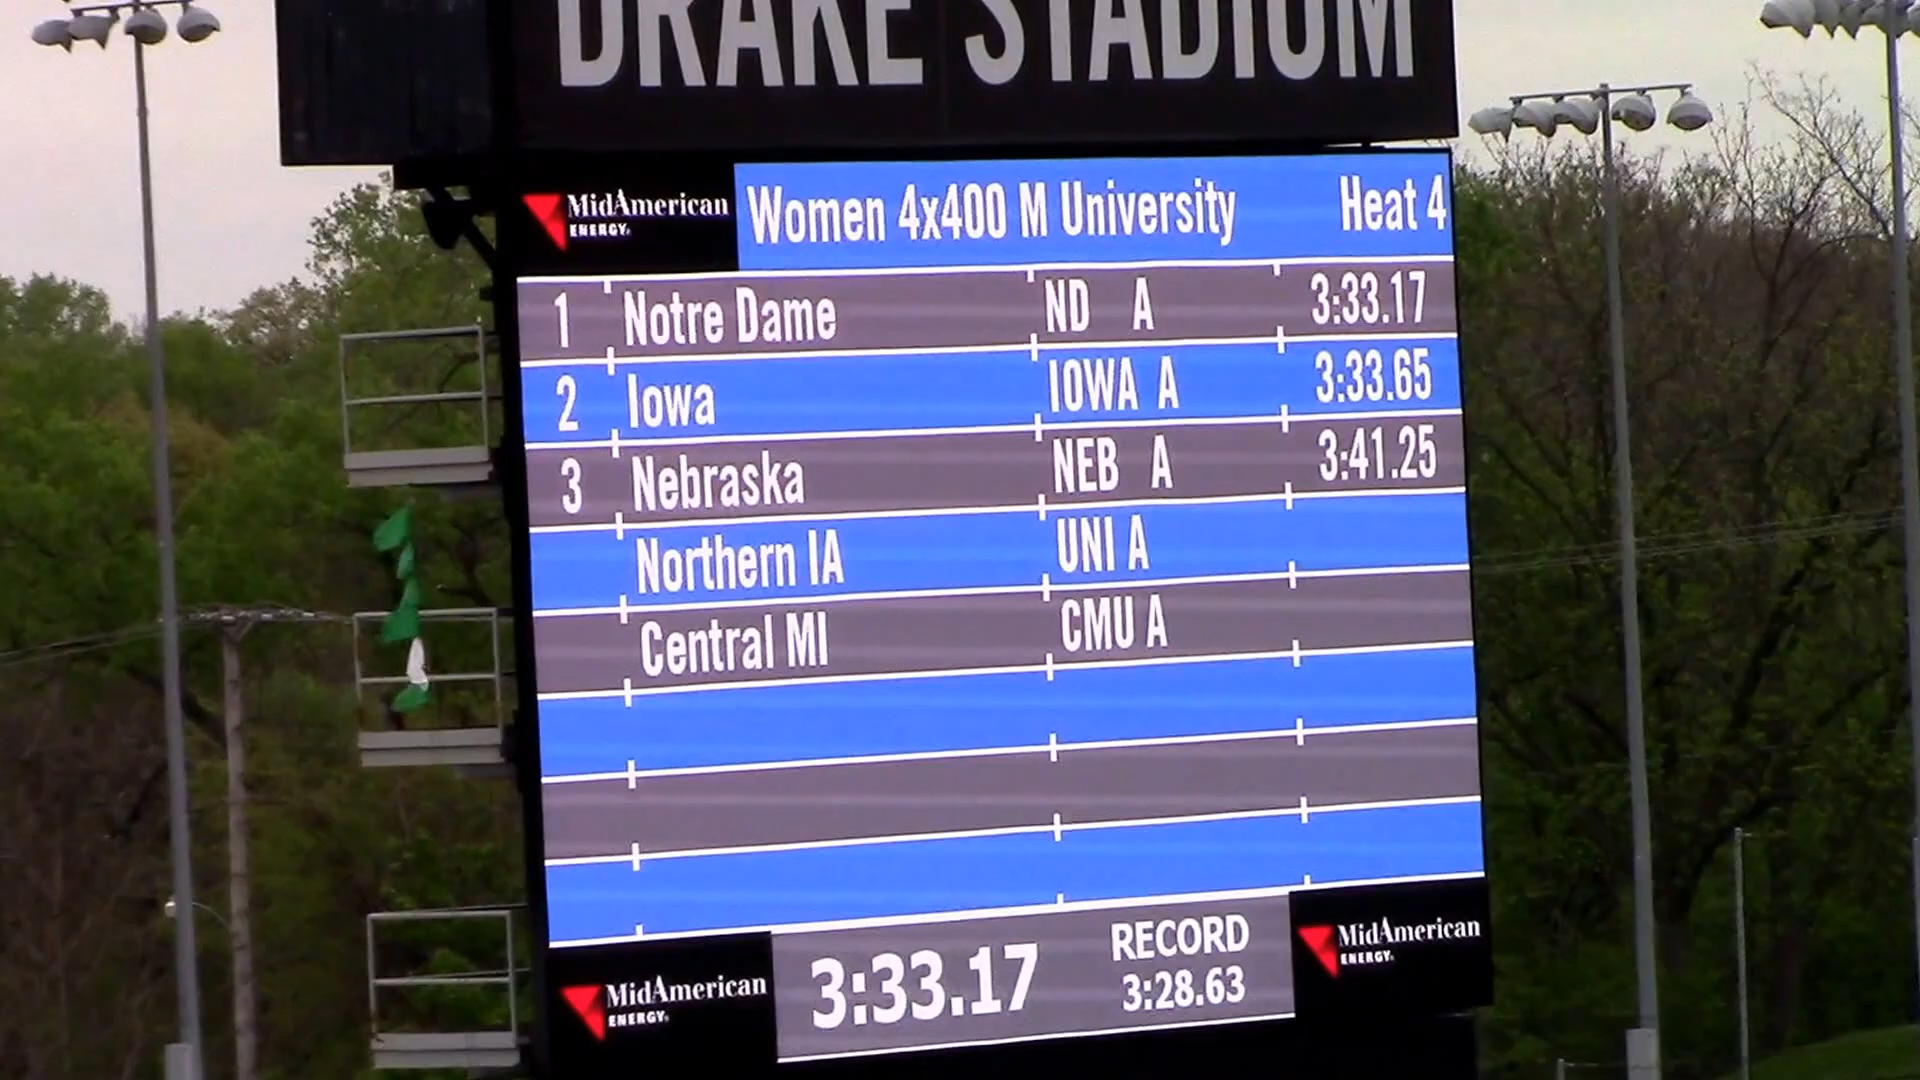 DRAKE STADIUM
MidAmerican
ENERGY.
Women 4x400 M University Heat 4
1 Notre Dame ND A 3:33.17
2 Iowa IOWA A 3:33.65
3 Nebraska NEB A 3:41.25
Northern IA UNI A
Central MI CMU A
MidAmerican
ENERGY.
3:33.17
RECORD
3:28.63
MidAmerican
ENERGY.